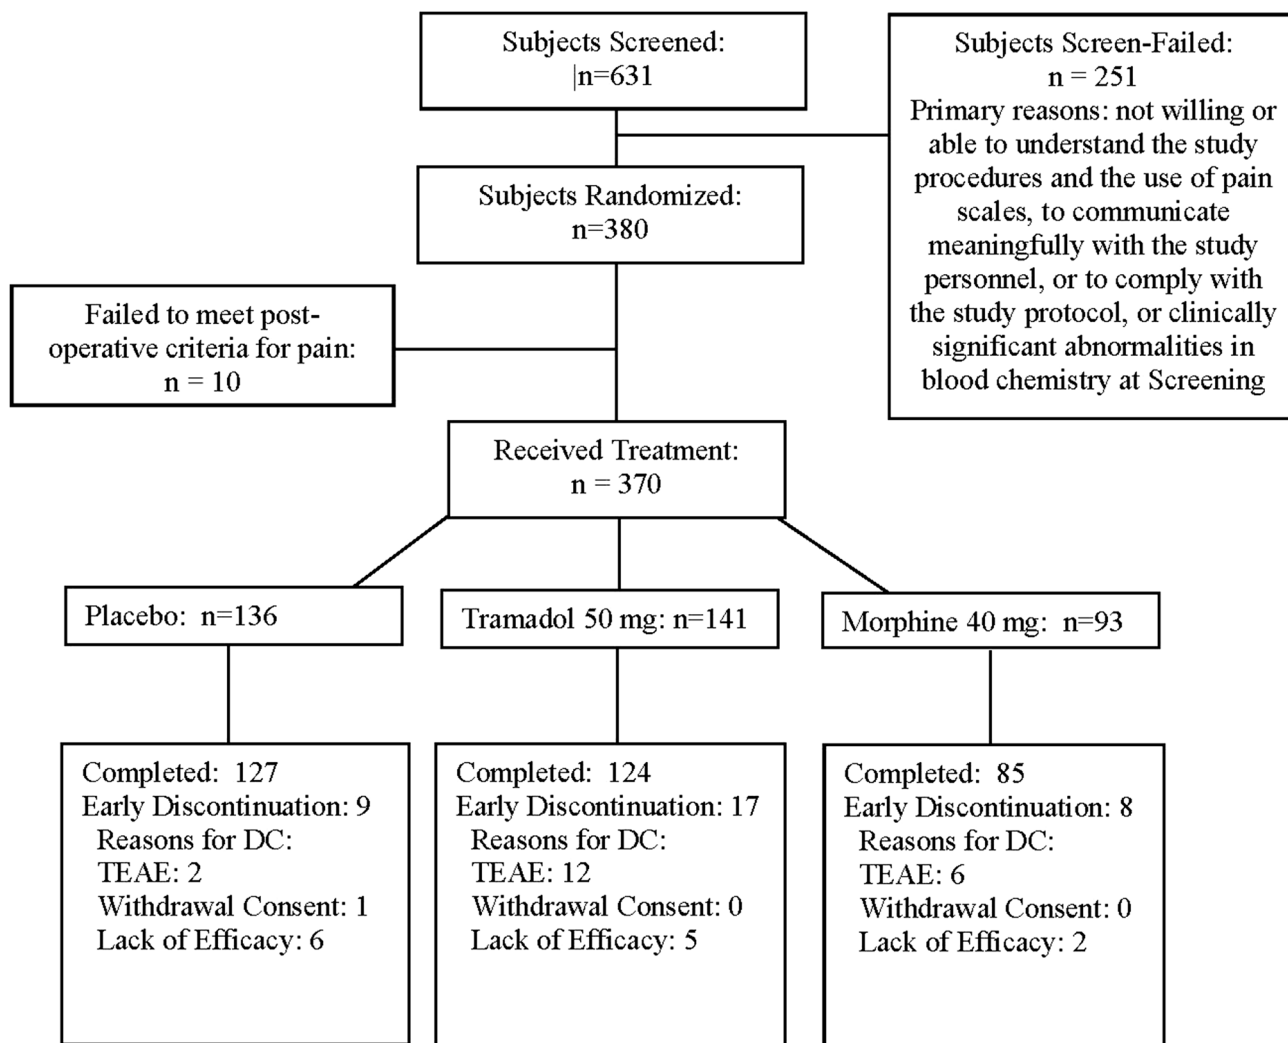 Subjects Screened:
|n=631
Subjects Screen-Failed:
n = 251
Primary reasons: not willing or
able to understand the study
procedures and the use of pain
scales, to communicate
meaningfully with the study
personnel, or to comply with
the study protocol, or clinically
significant abnormalities in
blood chemistry at Screening
Subjects Randomized:
n=380
Failed to meet post-
operative criteria for pain:
n = 10
Received Treatment:
n = 370
Placebo:  n=136
Tramadol 50 mg: n=141
Morphine 40 mg:  n=93
Completed:  127
Early Discontinuation: 9
Reasons for DC:
TEAE: 2
Withdrawal Consent: 1
Lack of Efficacy: 6
Completed:  124
Early Discontinuation: 17
Reasons for DC:
TEAE: 12
Withdrawal Consent: 0
Lack of Efficacy: 5
Completed:  85
Early Discontinuation: 8
Reasons for DC:
TEAE: 6
Withdrawal Consent: 0
Lack of Efficacy: 2